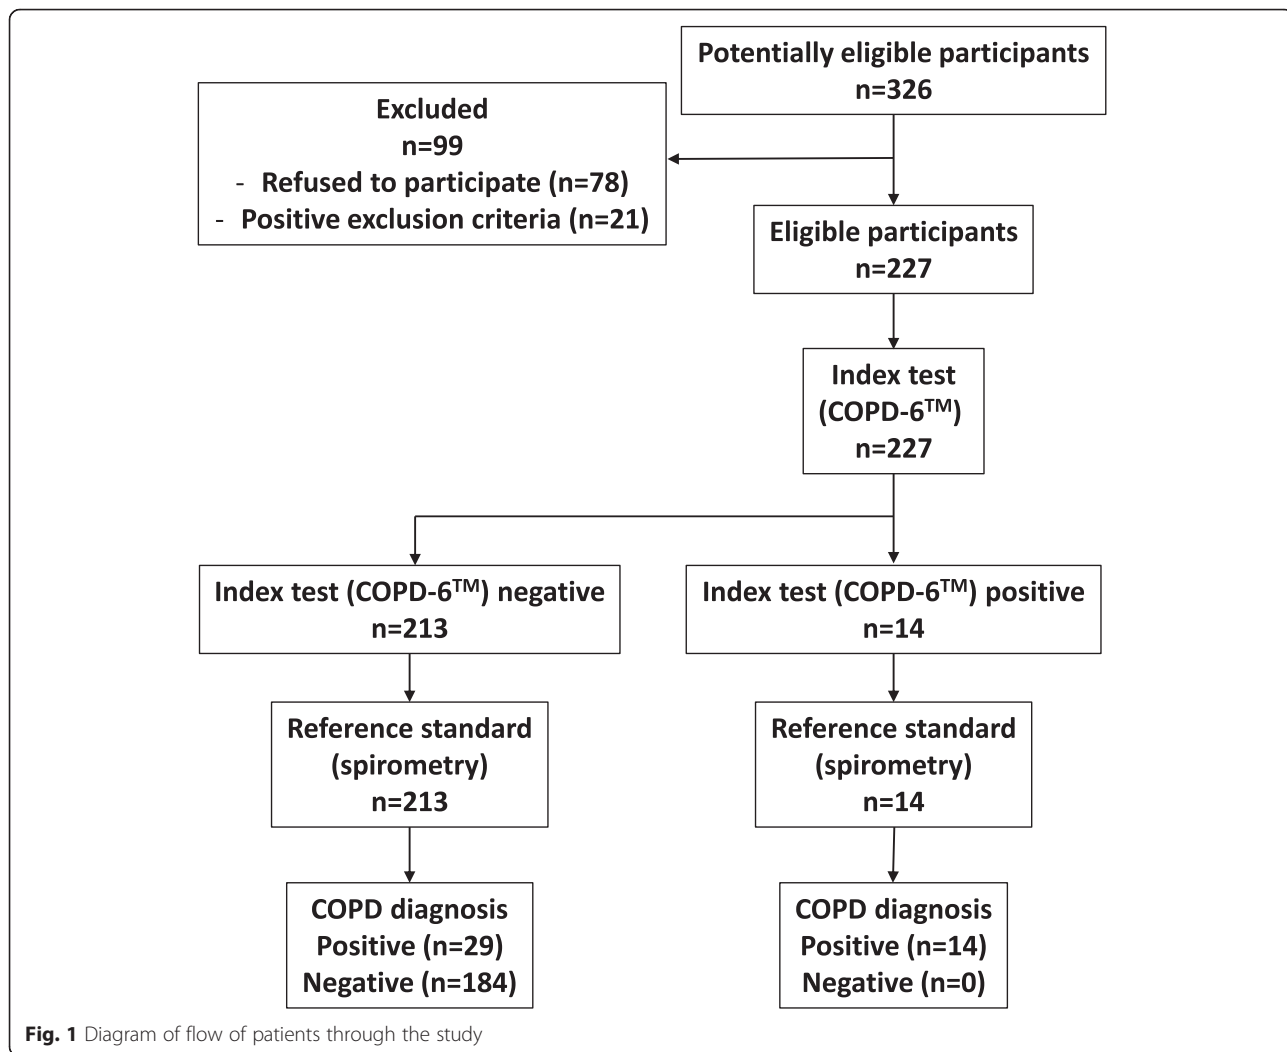 Potentially eligible participants
n=326
Excluded
n=99
- Refused to participate (n=78)
- Positive exclusion criteria (n=21)
Eligible participants
n=227
Index test
(COPD-6™)
n=227
Index test (COPD-6™) negative
n=213
Index test (COPD-6™) positive
n=14
Reference standard
(spirometry)
n=213
Reference standard
(spirometry)
n=14
COPD diagnosis
Positive (n=29)
Negative (n=184)
COPD diagnosis
Positive (n=14)
Negative (n=0)
Fig. 1 Diagram of flow of patients through the study